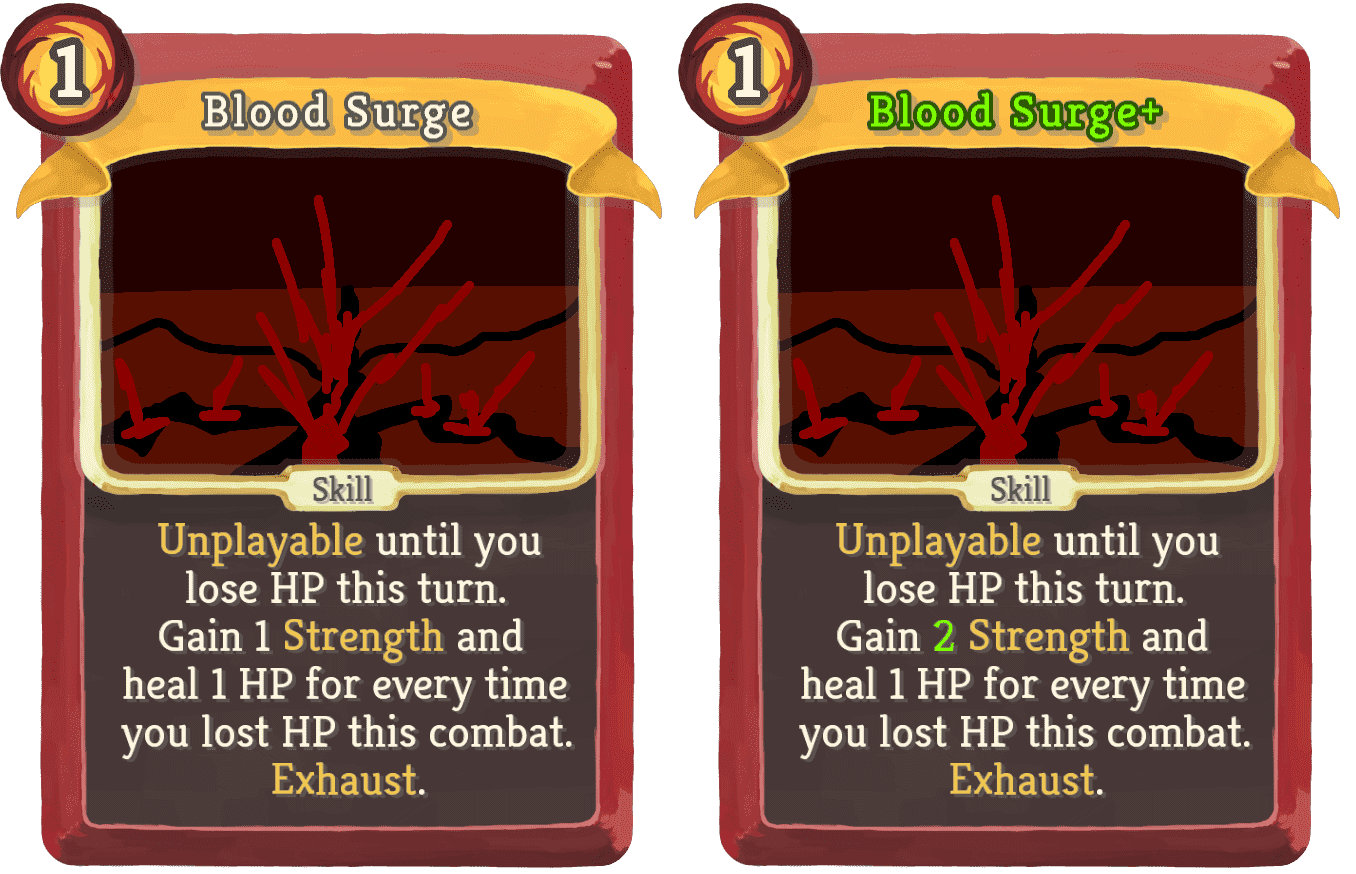 1
Blood Surge
Skill
Unplayable until you
lose HP this turn.
Gain 1 Strength and
heal 1 HP for every time
you lost HP this combat.
Exhaust.
1
Blood Surge+
Skill
Unplayable until you
lose HP this turn.
Gain 2 Strength and
heal 1 HP for every time
you lost HP this combat.
Exhaust.